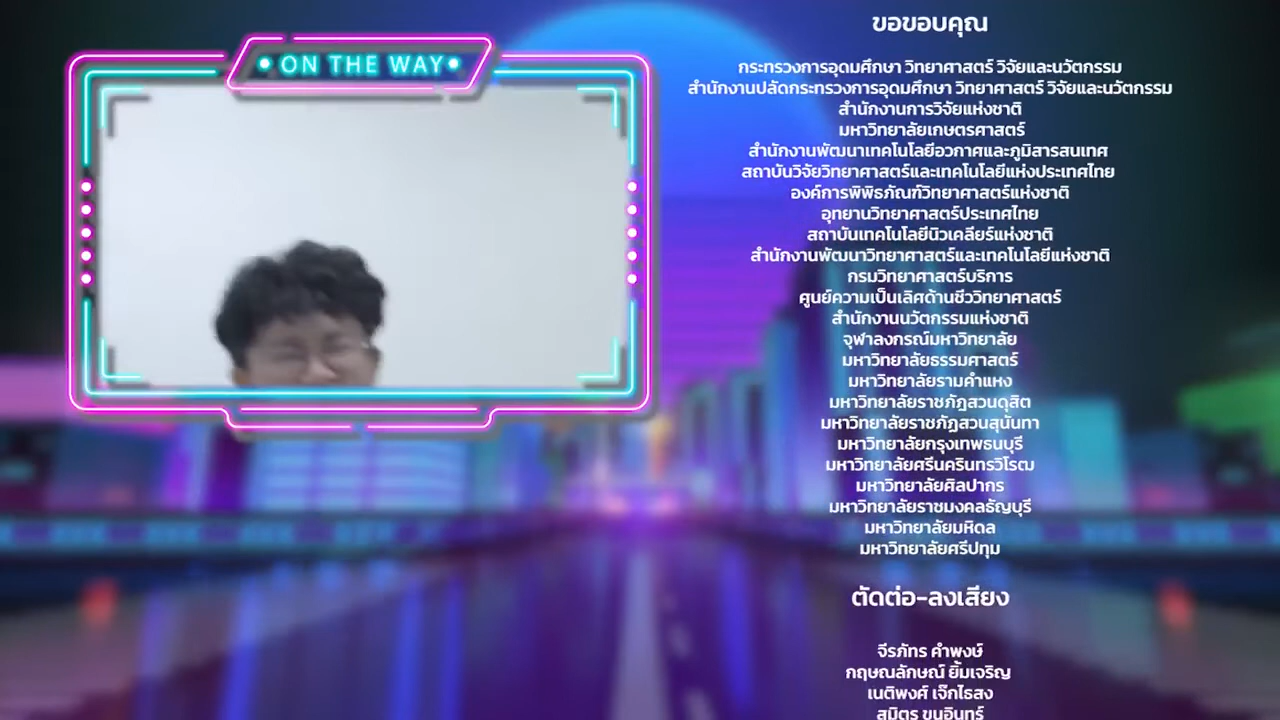 ON THE WAY
ขอขอบคุณ
กระทรวงการอุดมศึกษา วิทยาศาสตร์ วิจัยและนวัตกรรม
สำนักงานปลัดกระทรวงการอุดมศึกษา วิทยาศาสตร์ วิจัยและนวัตกรรม
สำนักงานการวิจัยแห่งชาติ
มหาวิทยาลัยเกษตรศาสตร์
สำนักงานพัฒนาเทคโนโลยีอวกาศและภูมิสารสนเทศ
สถาบันวิจัยวิทยาศาสตร์และเทคโนโลยีแห่งประเทศไทย
องค์การพิพิธภัณฑ์วิทยาศาสตร์แห่งชาติ
อุทยานวิทยาศาสตร์ประเทศไทย
สถาบันเทคโนโลยีนิวเคลียร์แห่งชาติ
สำนักงานพัฒนาวิทยาศาสตร์และเทคโนโลยีแห่งชาติ
กรมวิทยาศาสตร์บริการ
ศูนย์ความเป็นเลิศด้านชีววิทยาศาสตร์
สำนักงานนวัตกรรมแห่งชาติ
จุฬาลงกรณ์มหาวิทยาลัย
มหาวิทยาลัยธรรมศาสตร์
มหาวิทยาลัยรามคำแหง
มหาวิทยาลัยราชภัฏสวนดุสิต
มหาวิทยาลัยราชภัฏสวนสุนันทา
มหาวิทยาลัยกรุงเทพธนบุรี
มหาวิทยาลัยศรีนครินทรวิโรฒ
มหาวิทยาลัยศิลปากร
มหาวิทยาลัยราชมงคลธัญบุรี
มหาวิทยาลัยมหิดล
มหาวิทยาลัยศรีปทุม
ตัดต่อ-ลงเสียง
จีรภัทร คำพงษ์
กฤษณลักษณ์ ยิ้มเจริญ
เนติพงศ์ เจ๊กไธสง
สุมิตร ขุนอินทร์